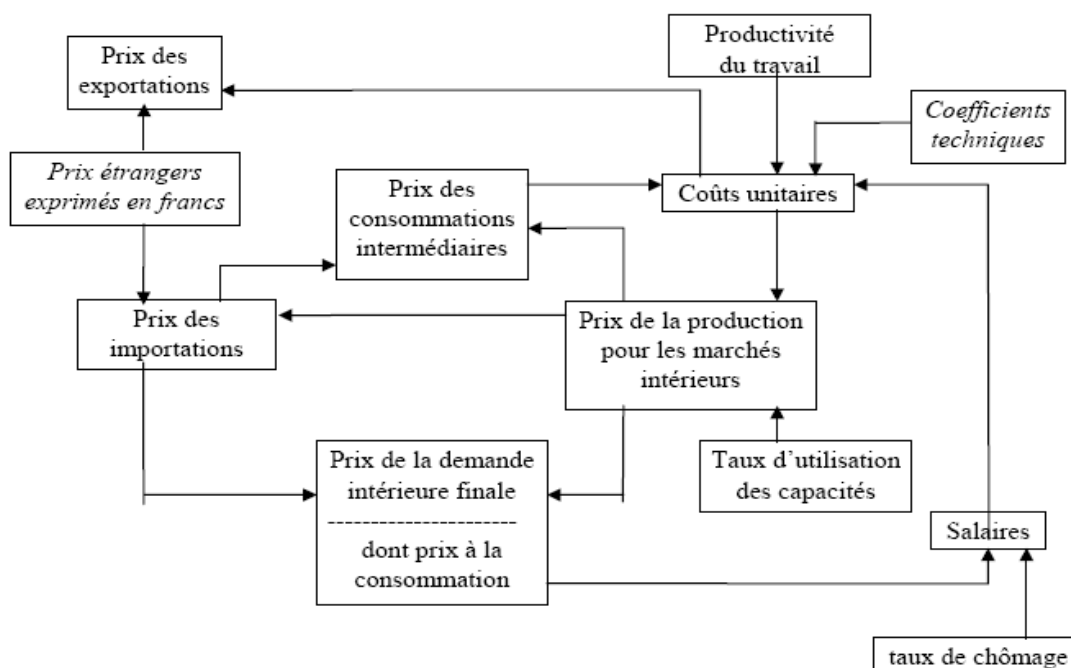 Prix des
exportations
Productivité
du travail
Coefficients
techniques
Prix étrangers
exprimés en francs
Prix des
consommations
intermédiaires
Coûts unitaires
Prix des
importations
Prix de la production
pour les marchés
intérieurs
Prix de la demande
intérieure finale
------------------------
dont prix à la
consommation
Taux d’utilisation
des capacités
Salaires
taux de chômage